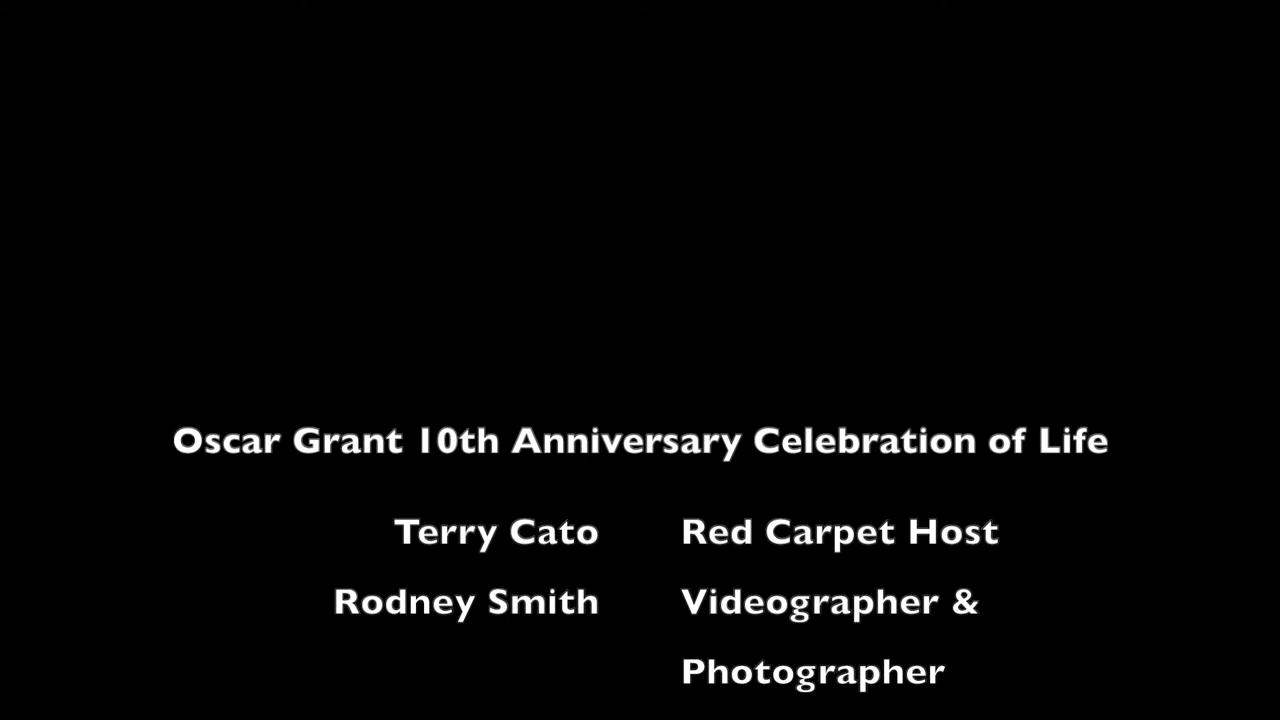 Oscar Grant 10th Anniversary Celebration of Life
Terry Cato Red Carpet Host
Rodney Smith Videographer &
Photographer